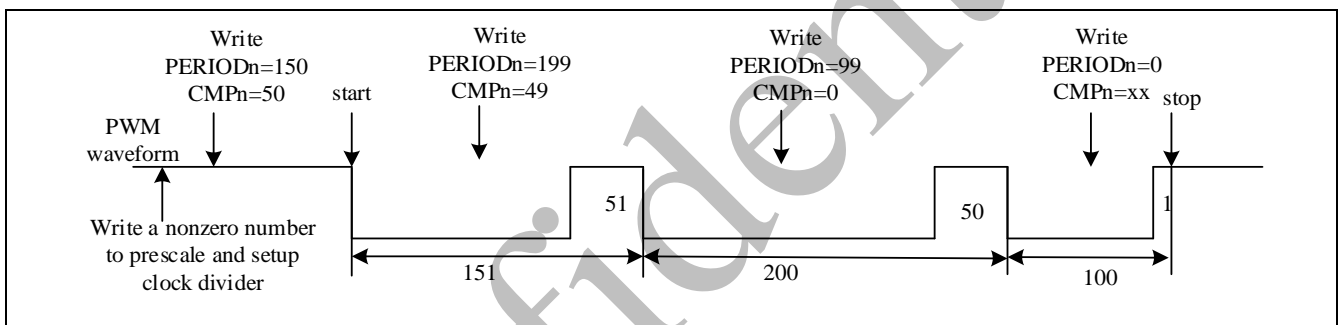 Write
PERIODn=150
CMPn=50
start
Write
PERIODn=199
CMPn=49
Write
PERIODn=99
CMPn=0
Write
PERIODn=0
CMPn=xx
stop
PWM
waveform
51
50
1
Write a nonzero number
to prescale and setup
clock divider
151
200
100
fident